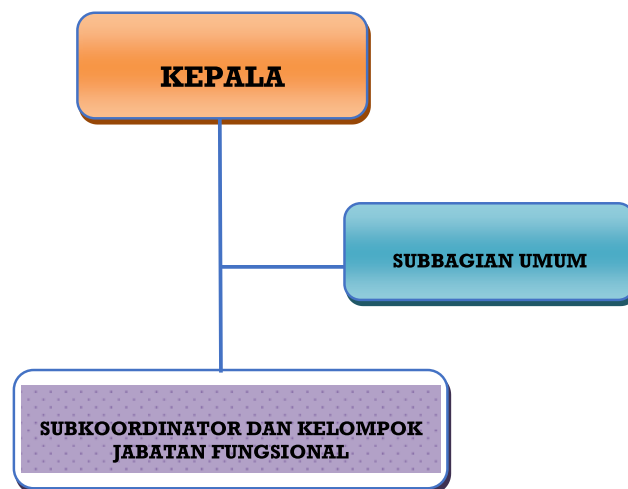 KEPALA
SUBBAGIAN UMUM
SUBKOORDINATOR DAN KELOMPOK
JABATAN FUNGSIONAL